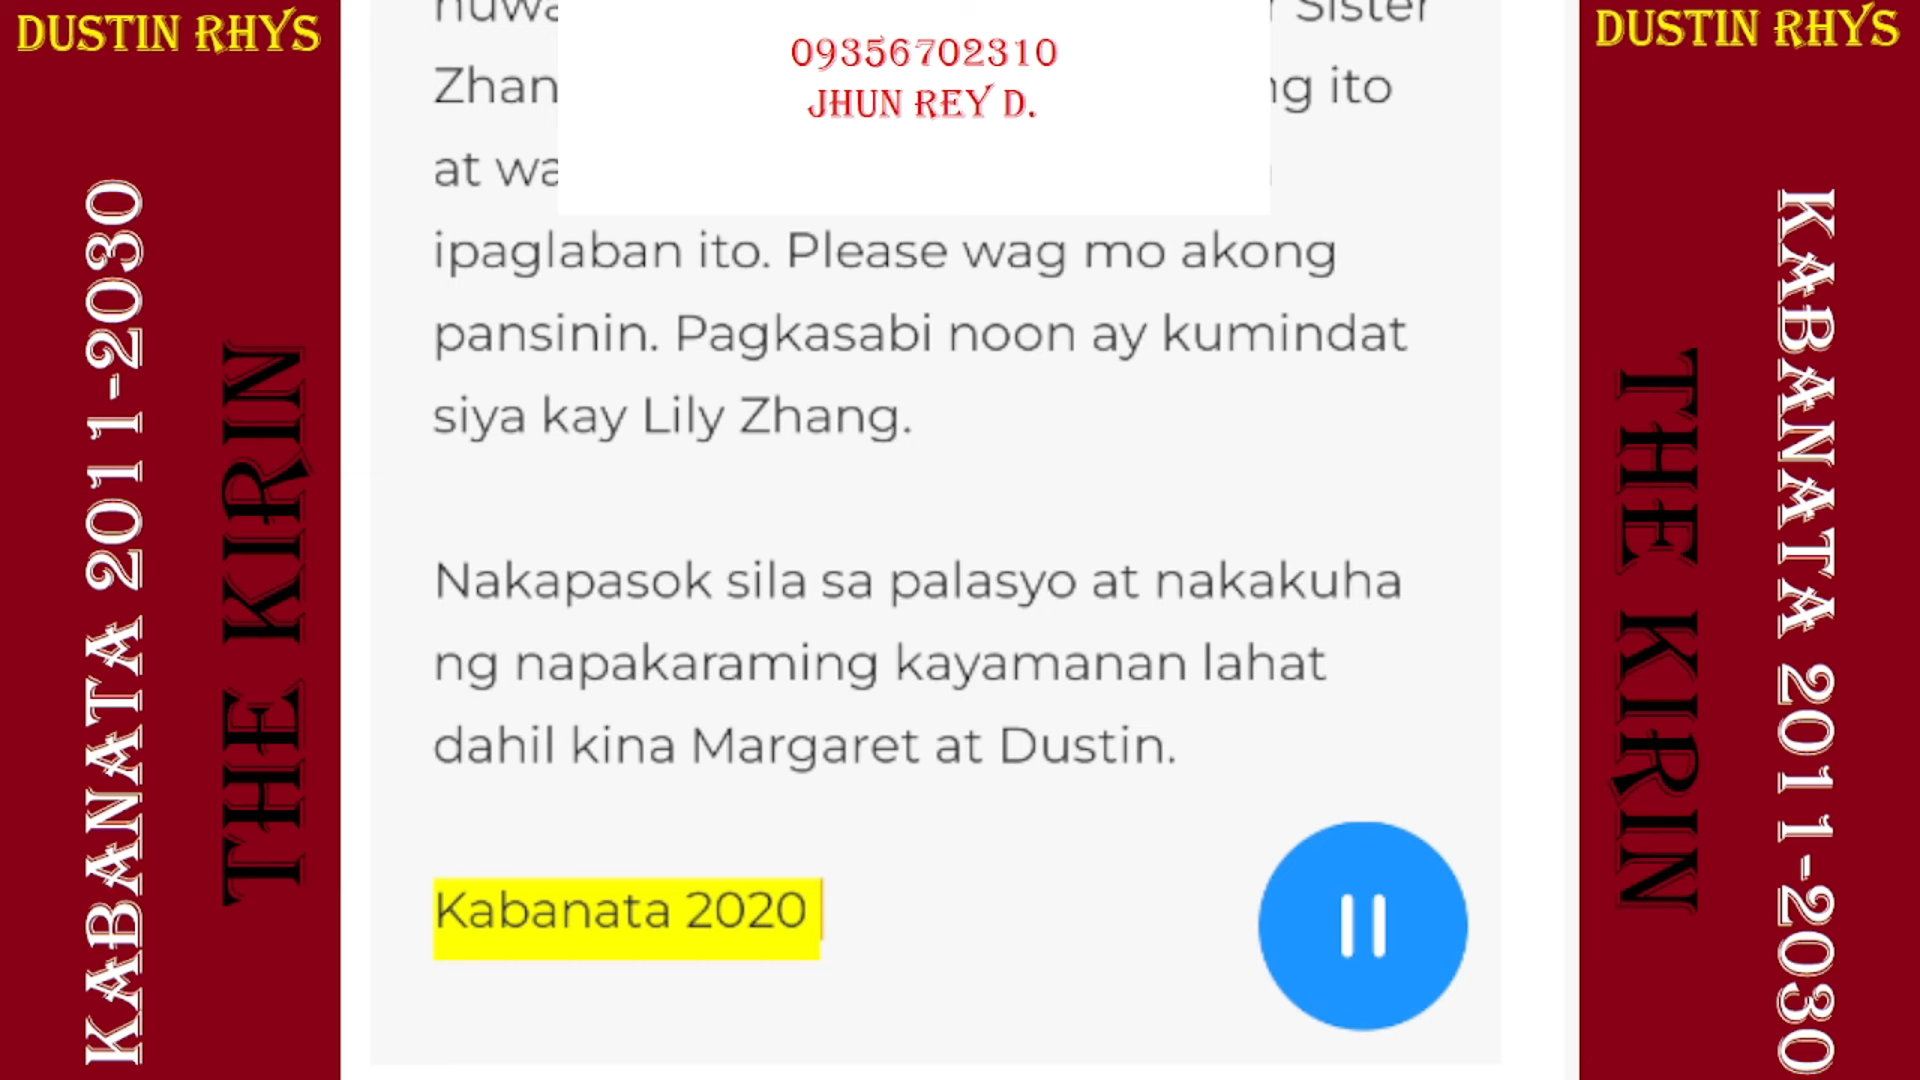 DUSTIN RHYS
KABANATA 2011-2030
THE KIRIN
09356702310
JHUN REY D.
Sister
Zhan
ng ito
at wa
ipaglaban ito. Please wag mo akong
pansinin. Pagkasabi noon ay kumindat
siya kay Lily Zhang.
Nakapasok sila sa palasyo at nakakuha
ng napakaraming kayamanan lahat
dahil kina Margaret at Dustin.
Kabanata 2020
DUSTIN RHYS
THE KIRIN
KABANATA 2011-2030